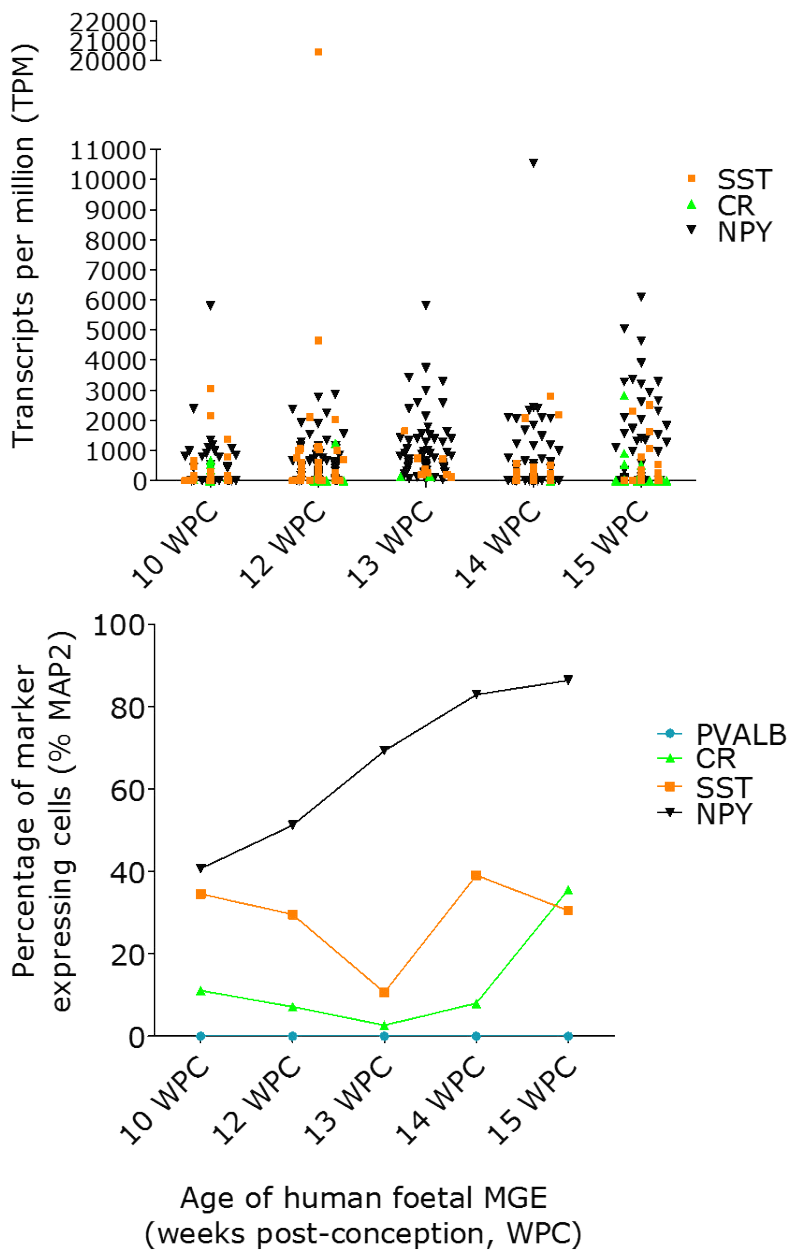 Transcripts per million (TPM)
22000
21000
20000
11000
10000
9000
8000
7000
6000
5000
4000
3000
2000
1000
0
SST
CR
NPY
10 WPC
12 WPC
13 WPC
14 WPC
15 WPC
Percentage of marker
expressing cells (% MAP2)
100
80
60
40
20
0
PVALB
CR
SST
NPY
10 WPC
12 WPC
13 WPC
14 WPC
15 WPC
Age of human foetal MGE
(weeks post-conception, WPC)